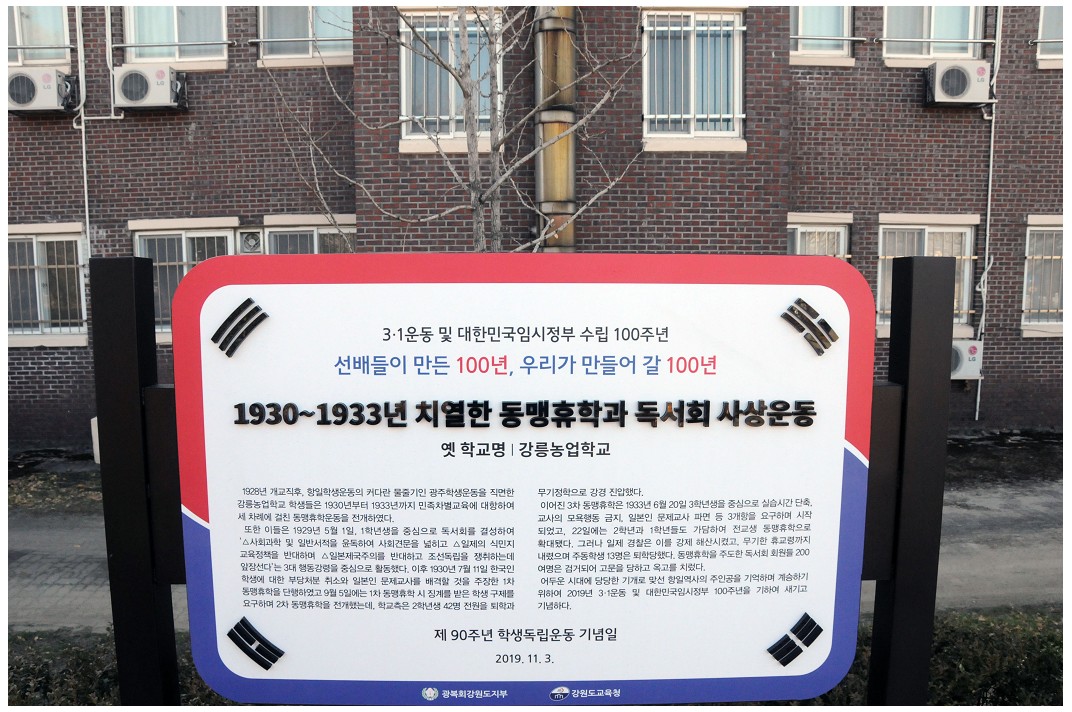 3·1운동 및 대한민국임시정부 수립 100주년
선배들이 만든 100년, 우리가 만들어 갈 100년
1930~1933년 치열한 동맹휴학과 독서회 사상운동
옛 학교명 | 강릉농업학교
1928년 개교직후, 항일학생운동의 커다란 물줄기인 광주학생운동을 직면한
강릉농업학교 학생들은 1930년부터 1933년까지 민족차별교육에 대항하여
세 차례에 걸친 동맹휴학운동을 전개하였다.
또한 이들은 1929년 5월 1일, 1학년생을 중심으로 독서회를 결성하여
'△사회과학 및 일반서적을 윤독하여 사회견문을 넓히고 △일제의 식민지
교육정책을 반대하며 △일본제국주의를 반대하고 조선독립을 쟁취하는데
앞장선다'는 3대 행동강령을 중심으로 활동했다. 이후 1930년 7월 11일 한국인
학생에 대한 부당처분 취소와 일본인 문제교사를 배격할 것을 주장한 1차
동맹휴학을 단행하였고 9월 5일에는 1차 동맹휴학 시 징계를 받은 학생 구제를
요구하며 2차 동맹휴학을 전개했는데, 학교측은 2학년생 42명 전원을 퇴학과
무기정학으로 강경 진압했다.
이어진 3차 동맹휴학은 1933년 6월 20일 3학년생을 중심으로 실습시간 단축,
교사의 모욕행동 금지, 일본인 문제교사 파면 등 3개항을 요구하며 시작
되었고, 22일에는 2학년과 1학년들도 가담하여 전교생 동맹휴학으로
확대됐다. 그러나 일제 경찰은 이를 강제 해산시켰고, 무기한 휴교령까지
내렸으며 주동학생 13명은 퇴학당했다. 동맹휴학을 주도한 독서회 회원들 200
여명은 검거되어 고문을 당하고 옥고를 치렀다.
어두운 시대에 당당한 기개로 맞선 항일역사의 주인공을 기억하며 계승하기
위하여 2019년 3·1운동 및 대한민국임시정부 100주년을 기하여 새기고
기념하다.
제 90주년 학생독립운동 기념일
2019. 11. 3.
광복회강원도지부 강원도교육청
LG
LG
LG
LG